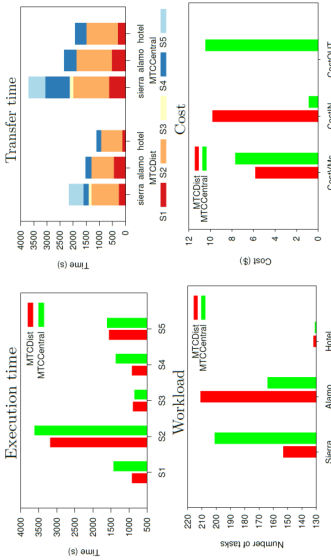 Execution time
Time (s)
4000
3500
3000
2500
2000
1500
1000
500
MTCDist
MTCCentral
S1 S2 S3 S4 S5
Transfer time
Time (s)
4000
3500
3000
2500
2000
1500
1000
500
0
sierra alamo hotel sierra alamo hotel
MTCDist MTCCentral
S1 S2 S3 S4 S5
Workload
Number of tasks
220
210
200
190
180
170
160
150
140
130
MTCDist
MTCCentral
Sierra Alamo Hotel
Cost
Cost ($)
12
10
8
6
4
2
0
MTCDist
MTCCentral
CostVMs CostIN CostOUT